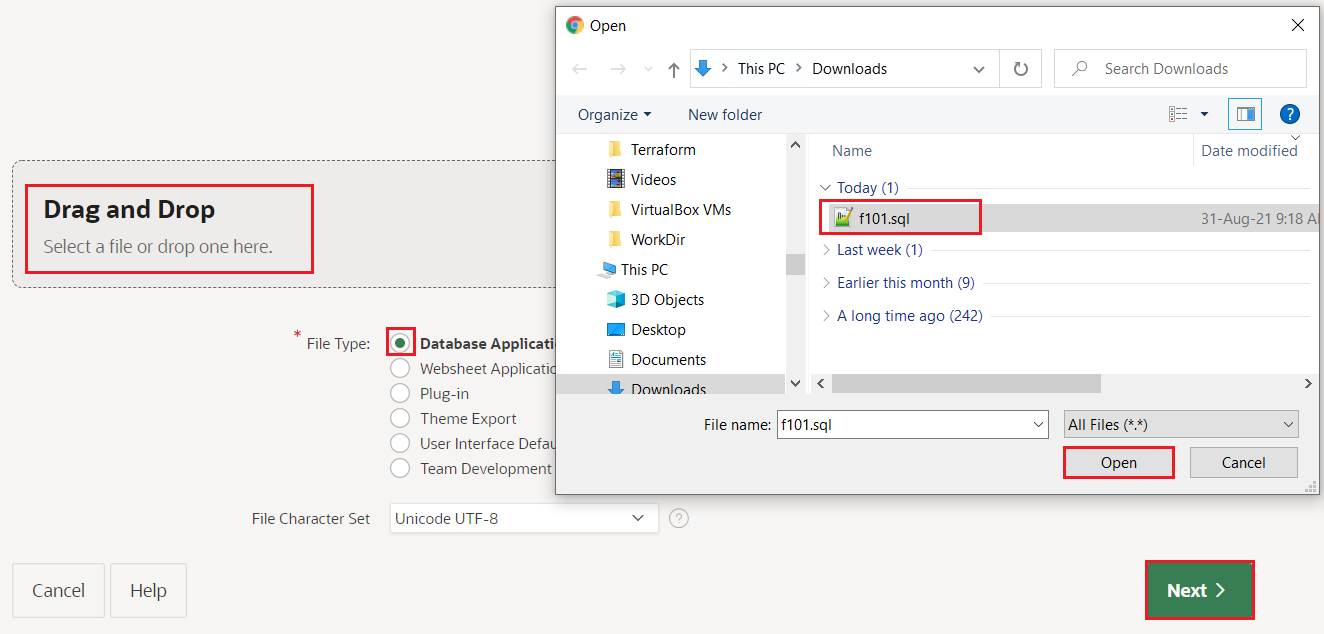 Open
This PC
Downloads
Search Downloads
Organize
New folder
?
Terraform
Videos
VirtualBox VMs
WorkDir
This PC
3D Objects
Desktop
Documents
Downloads
Name
Date modified
Today (1)
f101.sql
31-Aug-21 9:18 A
Last week (1)
Earlier this month (9)
A long time ago (242)
File name: f101.sql
All Files (*.*)
Open
Cancel
Drag and Drop
Select a file or drop one here.
* File Type:
Database Applicati
Websheet Applicatio
Plug-in
Theme Export
User Interface Defau
Team Development
File Character Set
Unicode UTF-8
?
Cancel
Help
Next